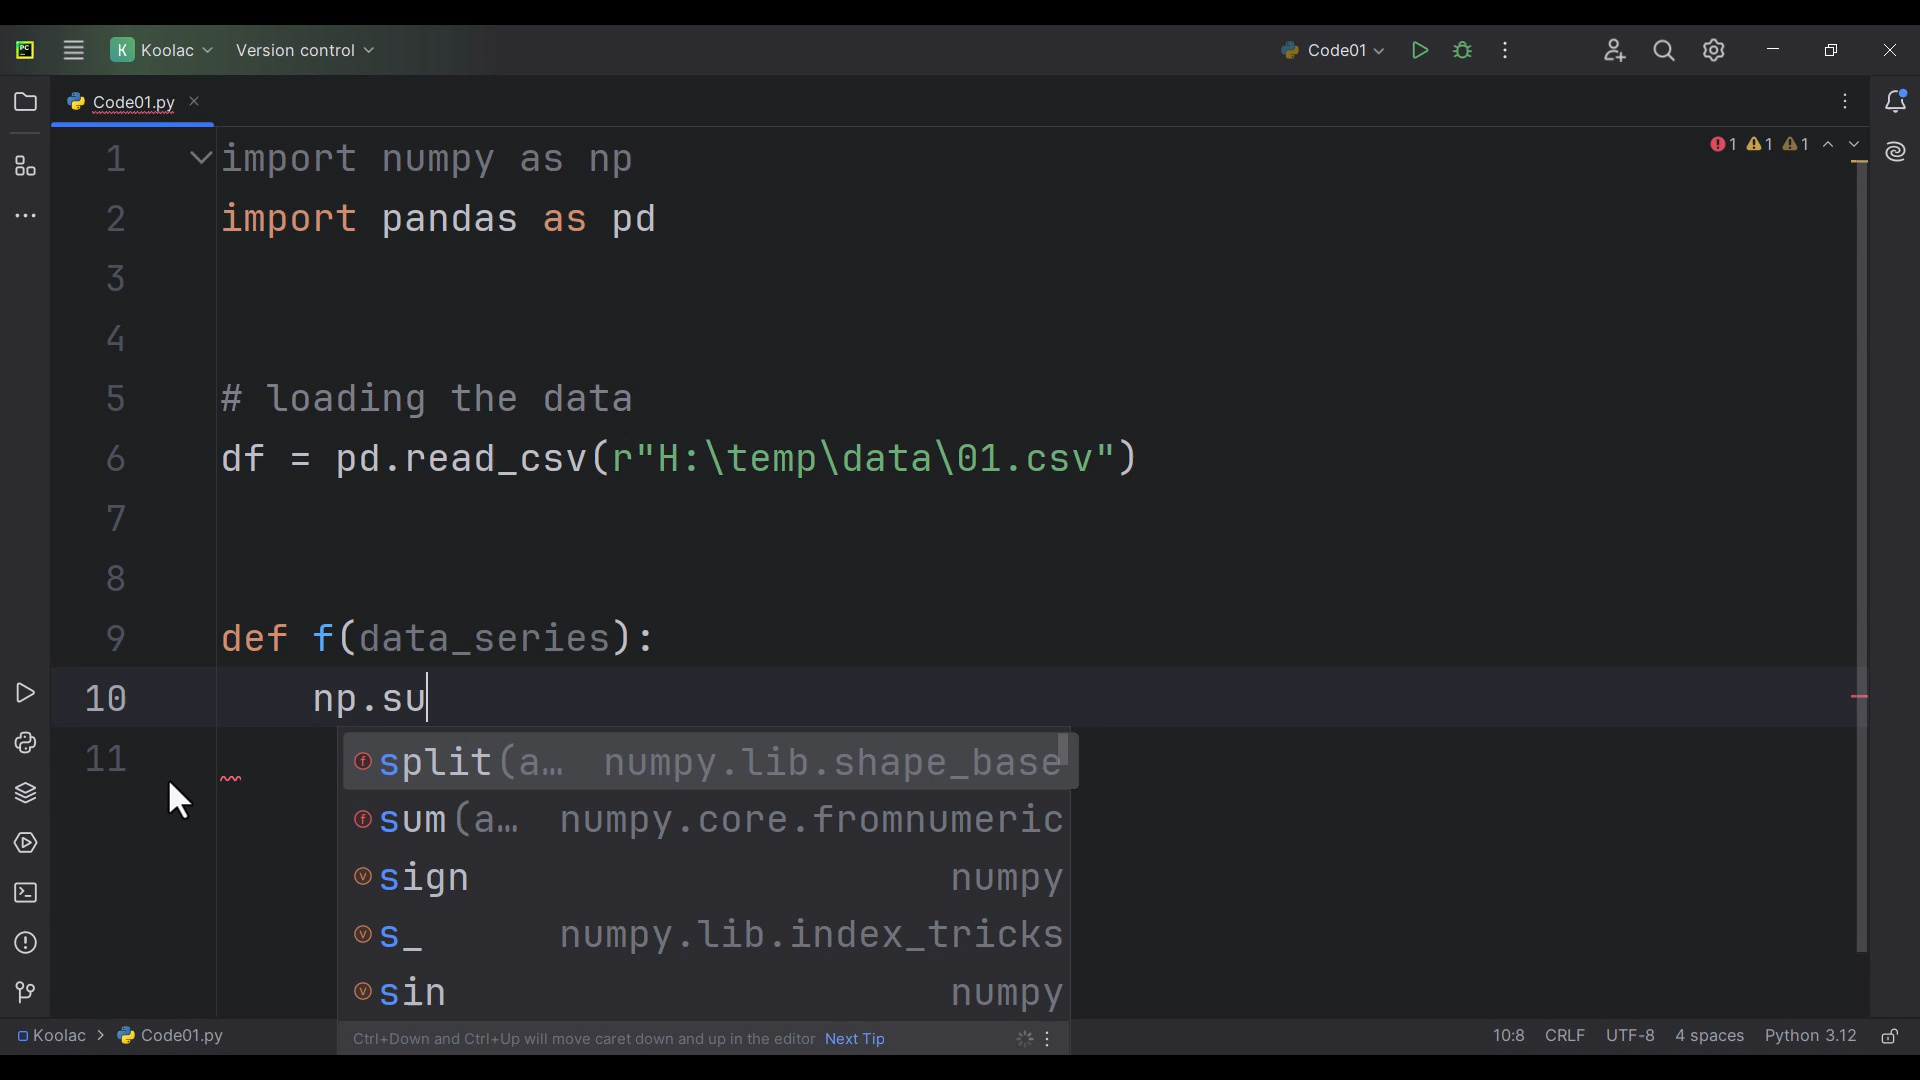 PC K Koolac Version control Code01
Code01.py
1 import numpy as np 1 1 1
2 import pandas as pd
3
4
5 # loading the data
6 df = pd.read_csv(r"H:\temp\data\01.csv")
7
8
9 def f(data_series):
10 np.su
11
f split(a… numpy.lib.shape_base
f sum(a… numpy.core.fromnumeric
v sign numpy
v s_ numpy.lib.index_tricks
v sin numpy
Ctrl+Down and Ctrl+Up will move caret down and up in the editor Next Tip
Koolac > Code01.py 10:8 CRLF UTF-8 4 spaces Python 3.12